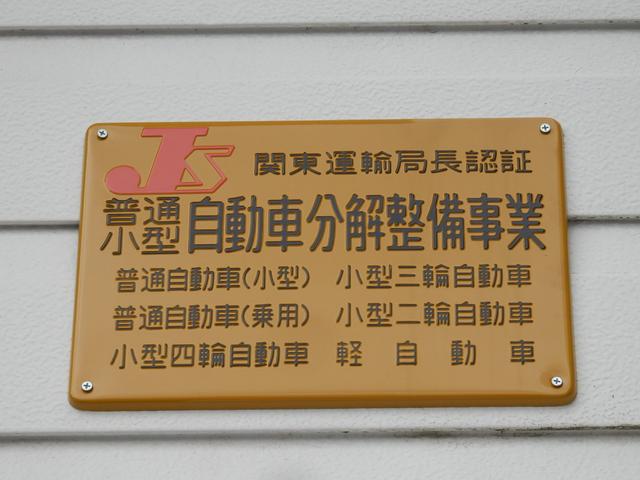 JS 関東運輸局長認証
普通小型 自動車分解整備事業
普通自動車(小型) 小型三輪自動車
普通自動車(乗用) 小型二輪自動車
小型四輪自動車 軽自動車